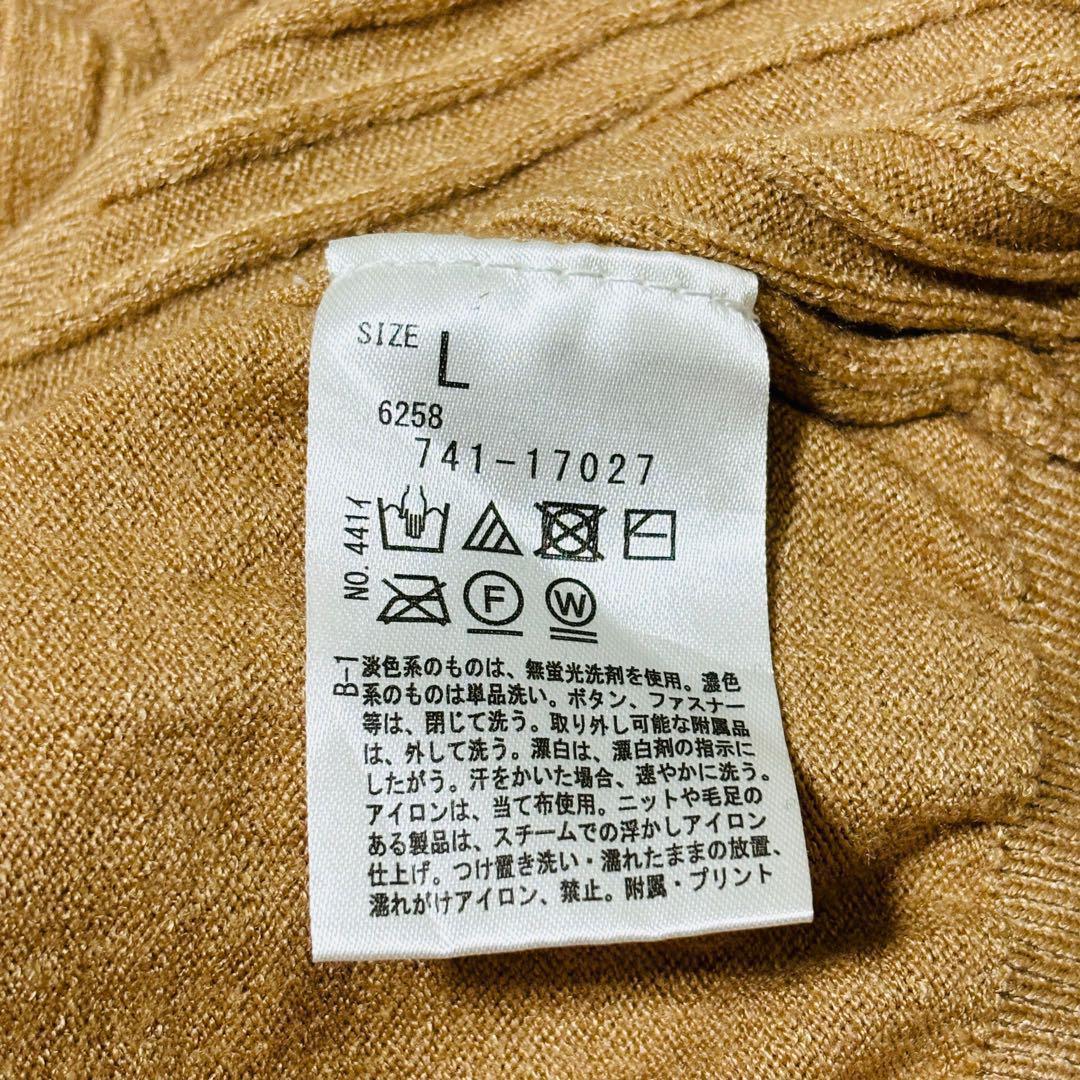 SIZE L
6258
741-17027
NO. 441イ
F W
B-1
淡色系のものは、無蛍光洗剤を使用。濃色
系のものは単品洗い。ボタン、ファスナー
等は、閉じて洗う。取り外し可能な附属品
は、外して洗う。漂白は、漂白剤の指示に
したがう。汗をかいた場合、速やかに洗う。
アイロンは、当て布使用。ニットや毛足の
ある製品は、スチームでの浮かしアイロン
仕上げ。つけ置き洗い・濡れたままの放置、
濡れがけアイロン、禁止。附属・プリント